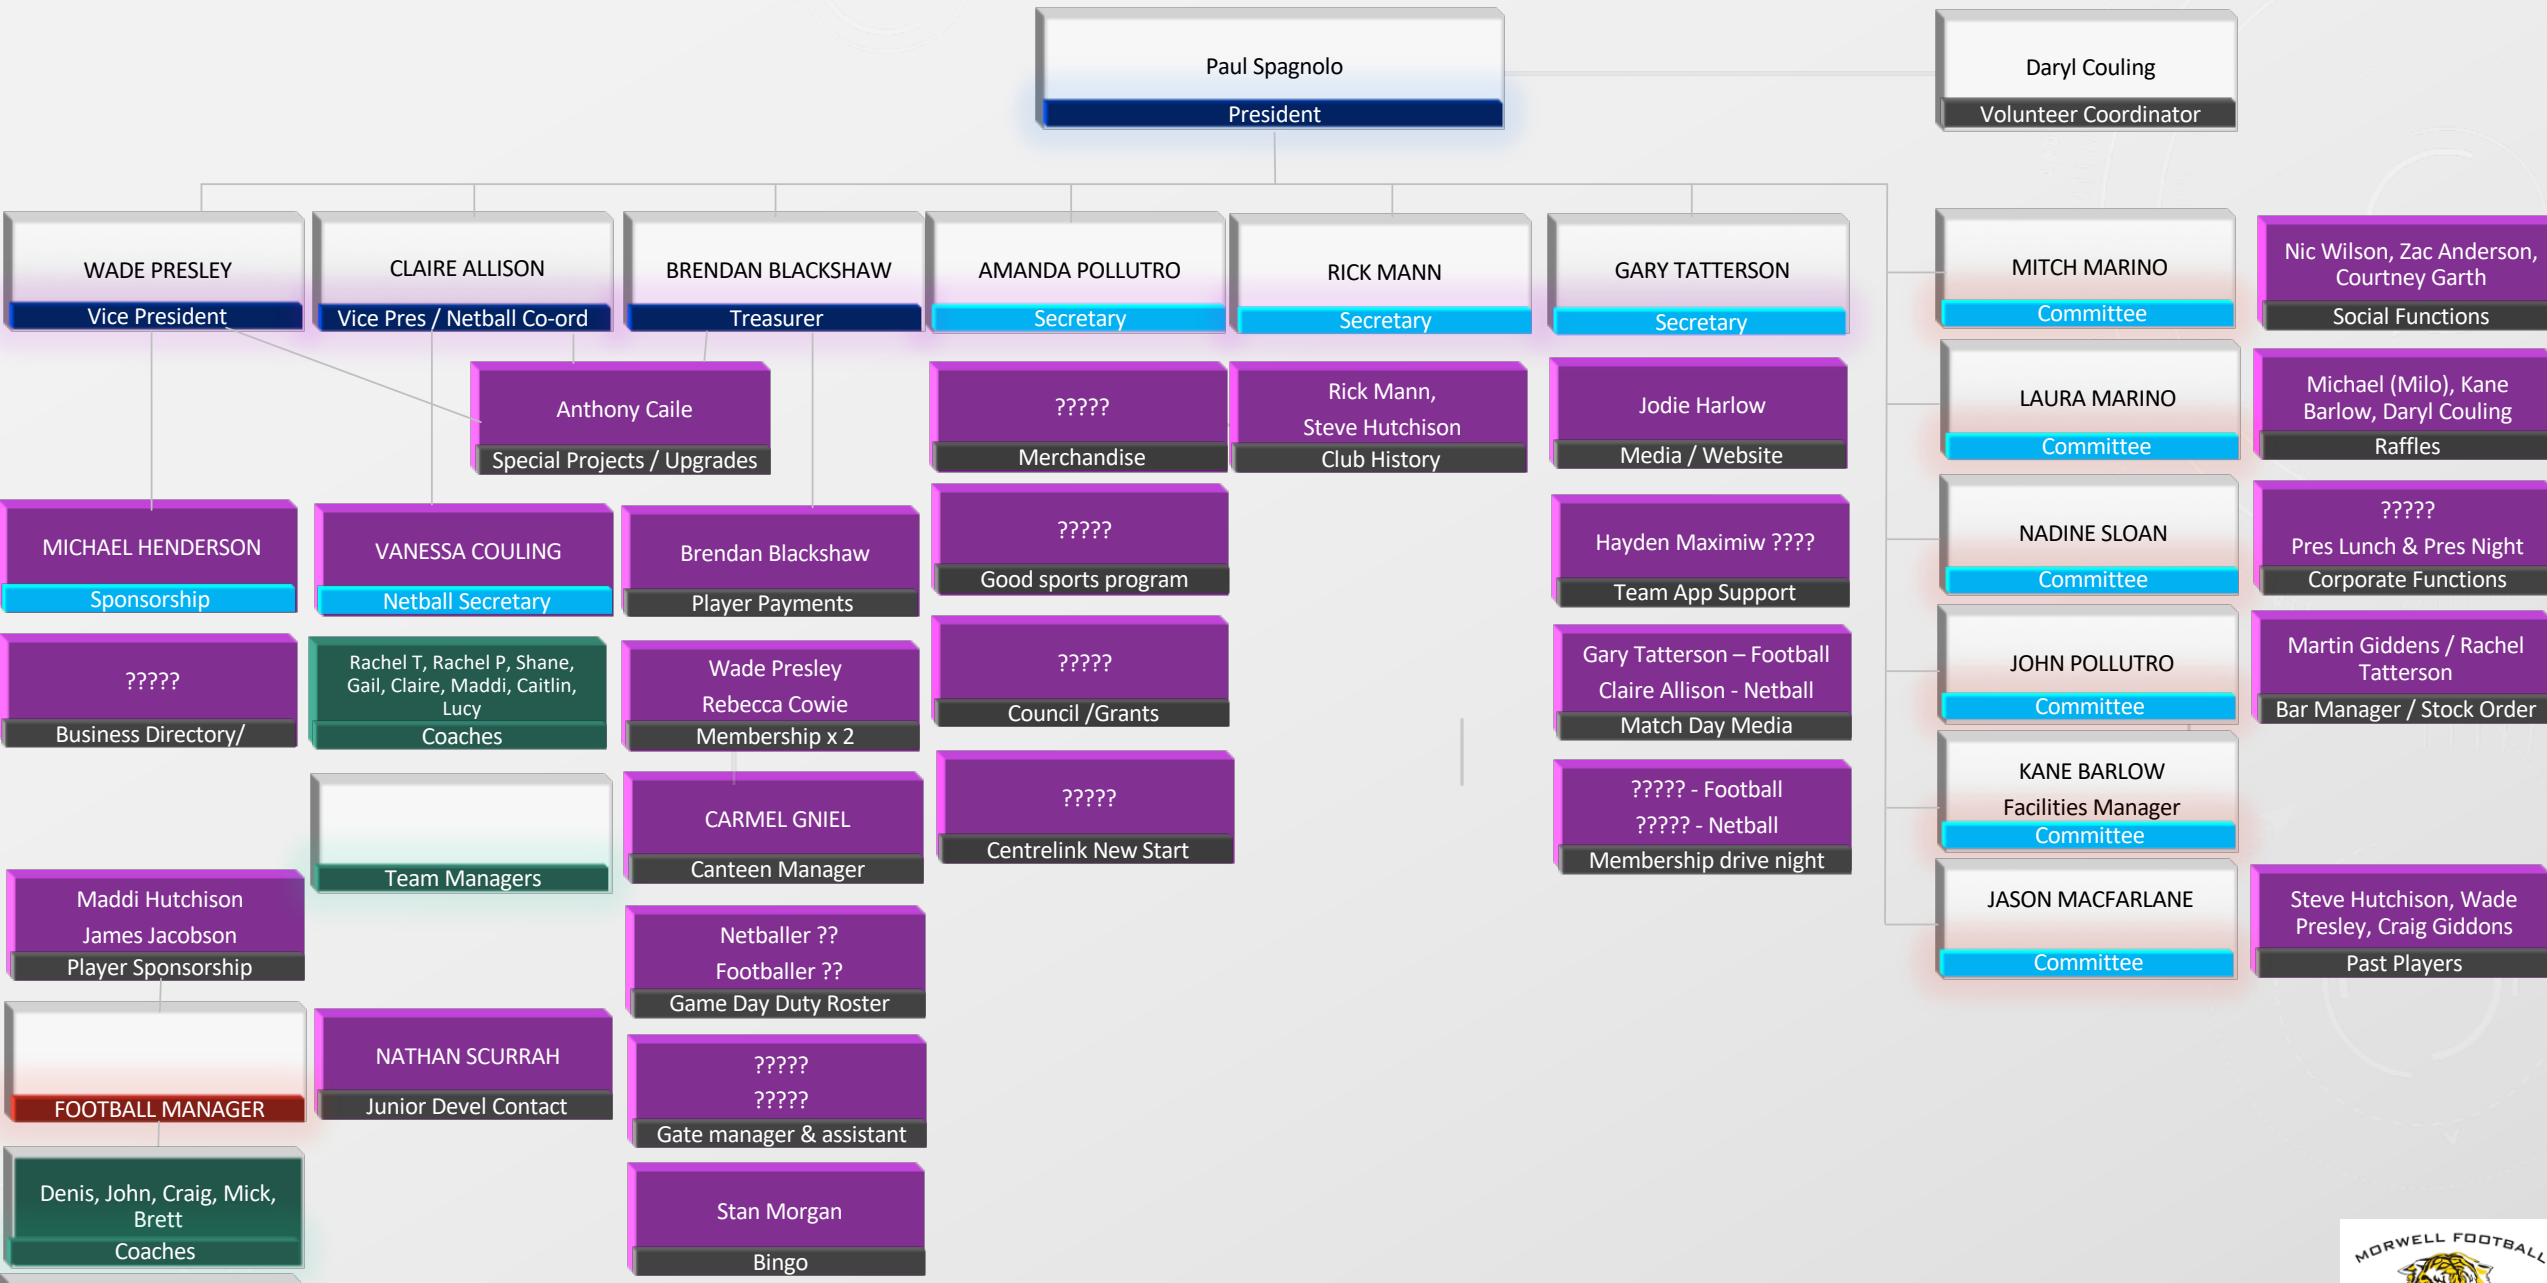 Paul Spagnolo
President
Daryl Couling
Volunteer Coordinator
WADE PRESLEY
Vice President
CLAIRE ALLISON
Vice Pres / Netball Co-ord
BRENDAN BLACKSHAW
Treasurer
AMANDA POLLUTRO
Secretary
RICK MANN
Secretary
GARY TATTERSON
Secretary
MITCH MARINO
Committee
Nic Wilson, Zac Anderson,
Courtney Garth
Social Functions
Anthony Caile
Special Projects / Upgrades
?????
Merchandise
Rick Mann,
Steve Hutchison
Club History
Jodie Harlow
Media / Website
LAURA MARINO
Committee
Michael (Milo), Kane
Barlow, Daryl Couling
Raffles
MICHAEL HENDERSON
Sponsorship
VANESSA COULING
Netball Secretary
Brendan Blackshaw
Player Payments
?????
Good sports program
Hayden Maximiw ????
Team App Support
NADINE SLOAN
Committee
?????
Pres Lunch & Pres Night
Corporate Functions
?????
Business Directory/
Rachel T, Rachel P, Shane,
Gail, Claire, Maddi, Caitlin,
Lucy
Coaches
Wade Presley
Rebecca Cowie
Membership x 2
?????
Council /Grants
Gary Tatterson – Football
Claire Allison - Netball
Match Day Media
JOHN POLLUTRO
Committee
Martin Giddens / Rachel
Tatterson
Bar Manager / Stock Order
Team Managers
CARMEL GNIEL
Canteen Manager
?????
Centrelink New Start
????? - Football
????? - Netball
Membership drive night
KANE BARLOW
Facilities Manager
Committee
Maddi Hutchison
James Jacobson
Player Sponsorship
Netballer ??
Footballer ??
Game Day Duty Roster
JASON MACFARLANE
Committee
Steve Hutchison, Wade
Presley, Craig Giddons
Past Players
FOOTBALL MANAGER
NATHAN SCURRAH
Junior Devel Contact
?????
?????
Gate manager & assistant
Denis, John, Craig, Mick,
Brett
Coaches
Stan Morgan
Bingo
MORWELL FOOTBALL